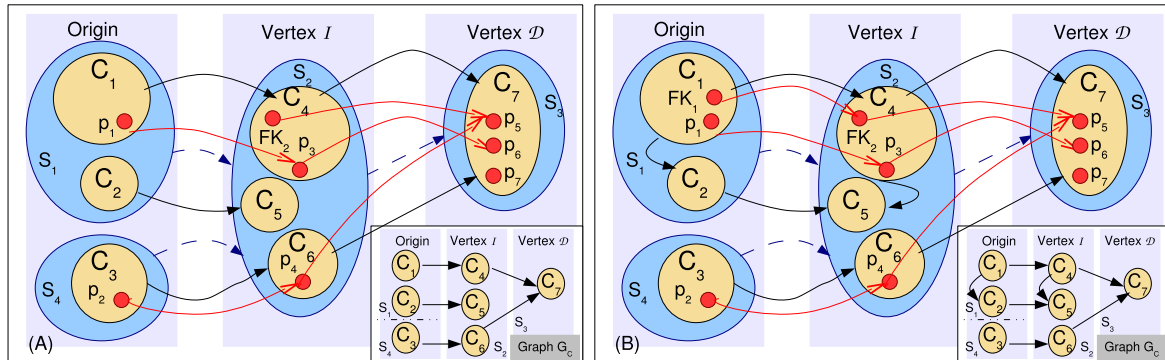 Origin
Vertex I
Vertex D
C1
p1
S1
C2
C3
p2
S4
S2
C4
FK2
p3
C5
C6
p4
C7
p5
p6
p7
S3
(A)
Origin
Vertex I
Vertex D
C1
C4
C7
C2
C5
S1
S3
C3
C6
S4
S2
Graph GC
Origin
Vertex I
Vertex D
C1
FK1
p1
S1
C2
C3
p2
S4
S2
C4
FK2
p3
C5
C6
p4
C7
p5
p6
p7
S3
(B)
Origin
Vertex I
Vertex D
C1
C4
C7
C2
C5
S1
S3
C3
C6
S4
S2
Graph GC